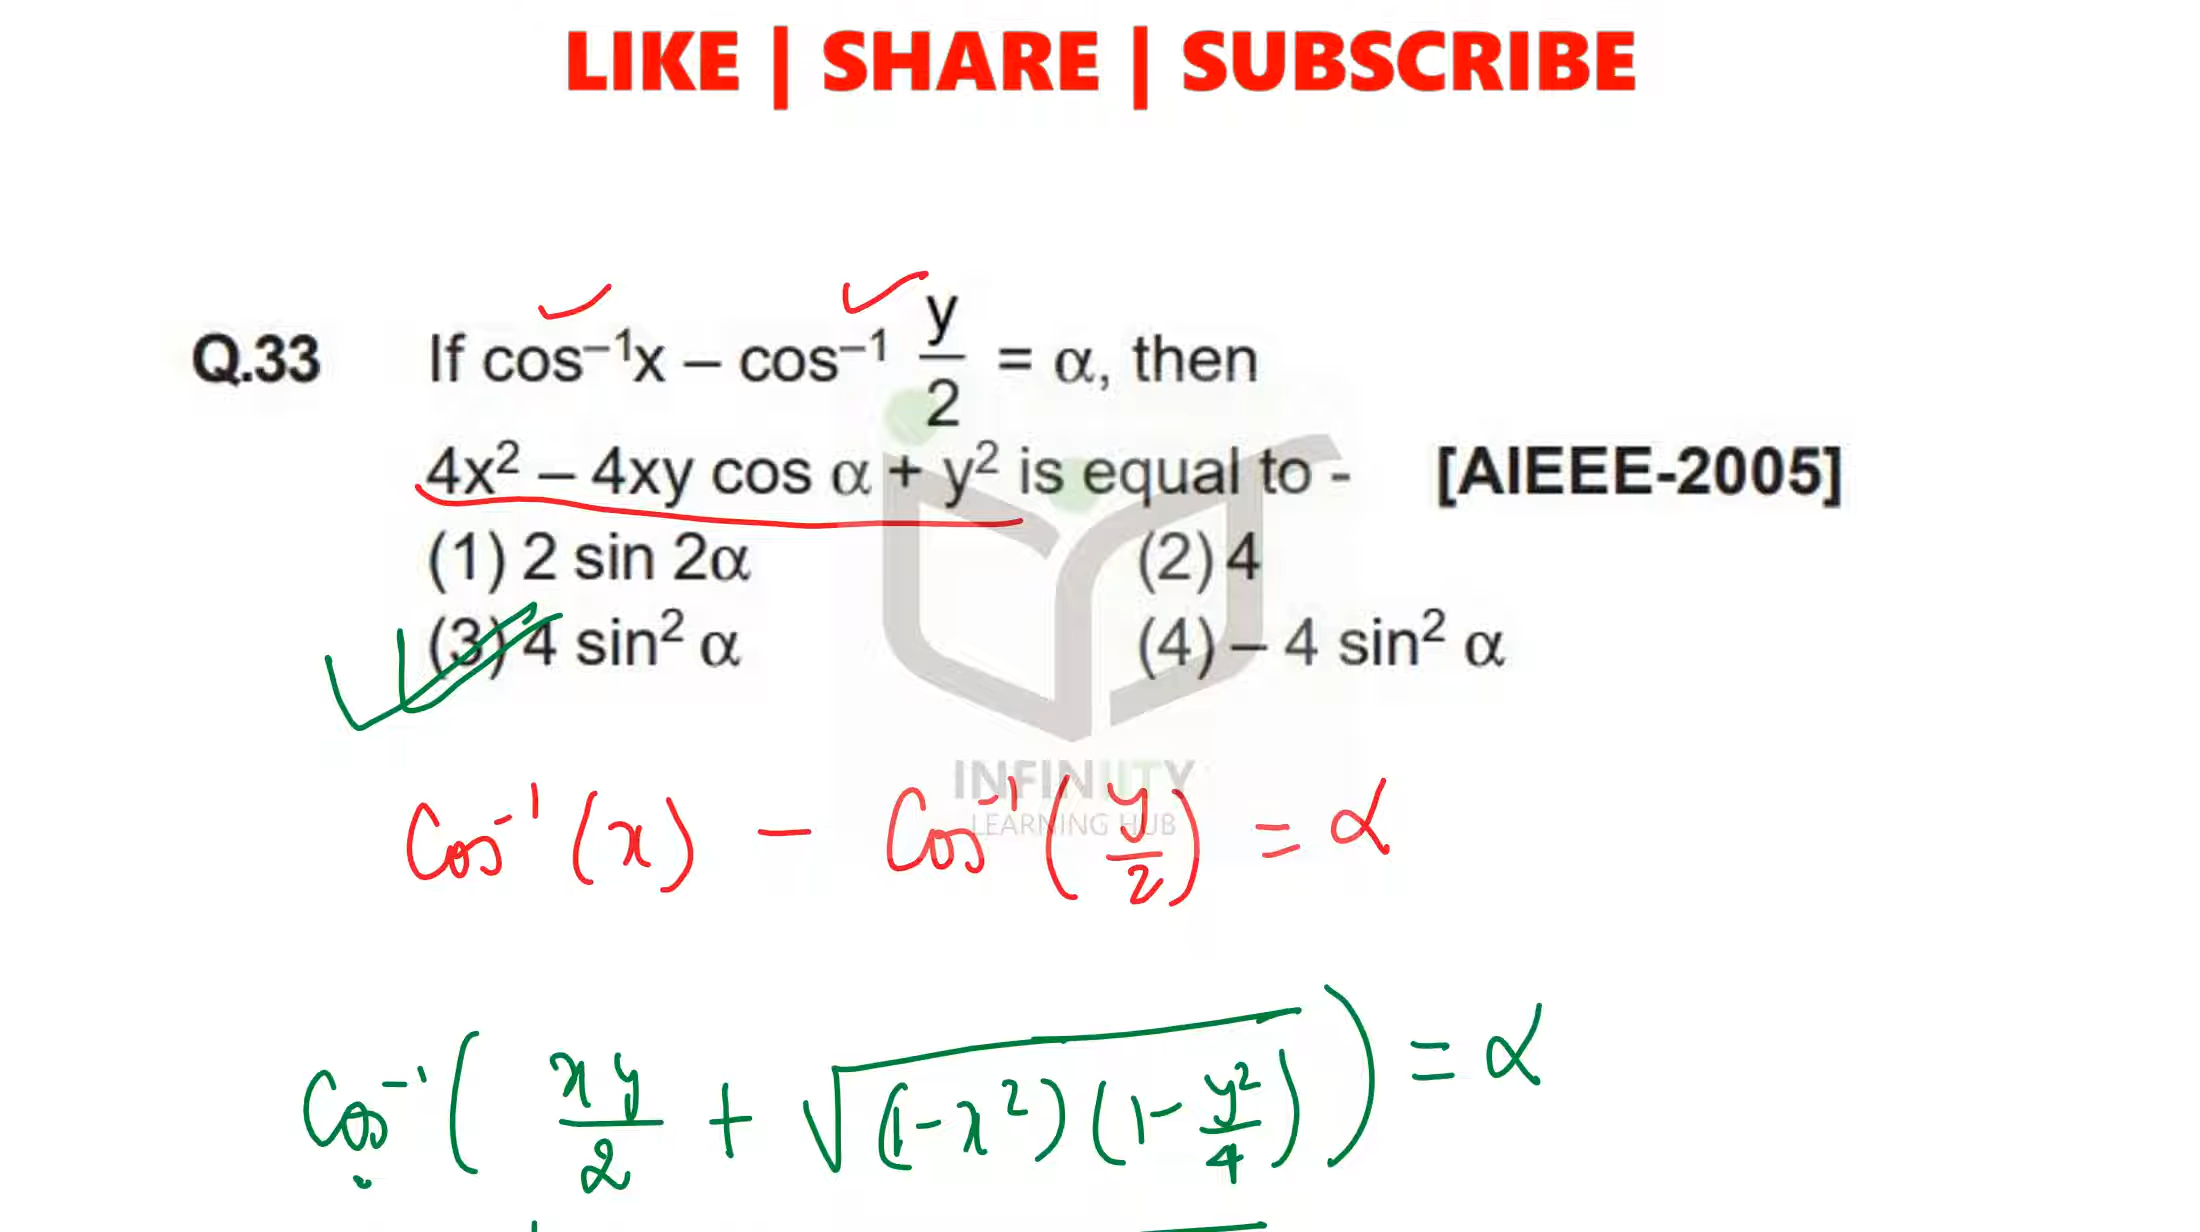 LIKE | SHARE | SUBSCRIBE
Q.33 If cos⁻¹x – cos⁻¹ y/2 = α, then
4x² – 4xy cos α + y² is equal to - [AIEEE-2005]
(1) 2 sin 2α (2) 4
(3) 4 sin² α (4) – 4 sin² α
INFINIITY
LEARNING HUB
Cos⁻¹(x) – Cos⁻¹(y/2) = α
Cos⁻¹(xy/2 + √(1-x²)(1-y²/4)) = α